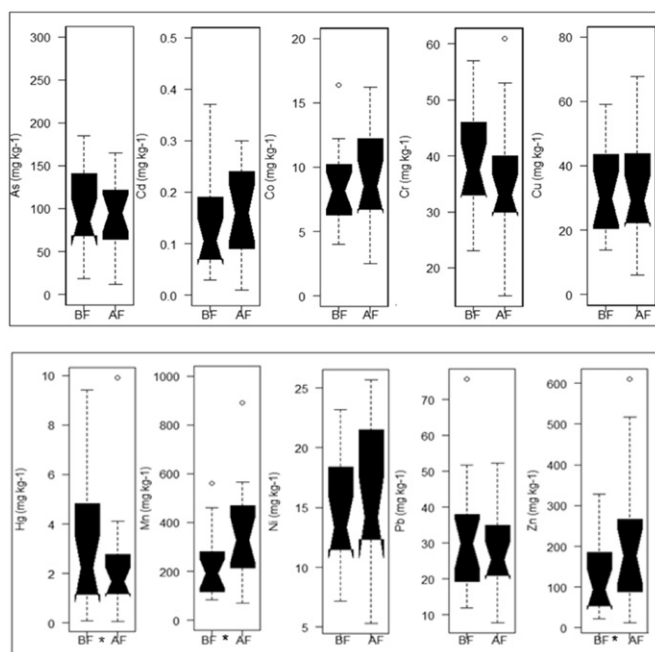 As (mg kg-1)
300
250
200
150
100
50
0
BF AF
Cd (mg kg-1)
0.5
0.4
0.3
0.2
0.1
0.0
BF AF
Co (mg kg-1)
20
15
10
5
0
BF AF
Cr (mg kg-1)
60
50
40
30
20
BF AF
Cu (mg kg-1)
80
60
40
20
0
BF AF
Hg (mg kg-1)
10
8
6
4
2
0
BF * AF
Mn (mg kg-1)
1000
800
600
400
200
0
BF * AF
Ni (mg kg-1)
25
20
15
10
5
BF AF
Pb (mg kg-1)
70
60
50
40
30
20
10
BF AF
Zn (mg kg-1)
600
500
400
300
200
100
0
BF * AF